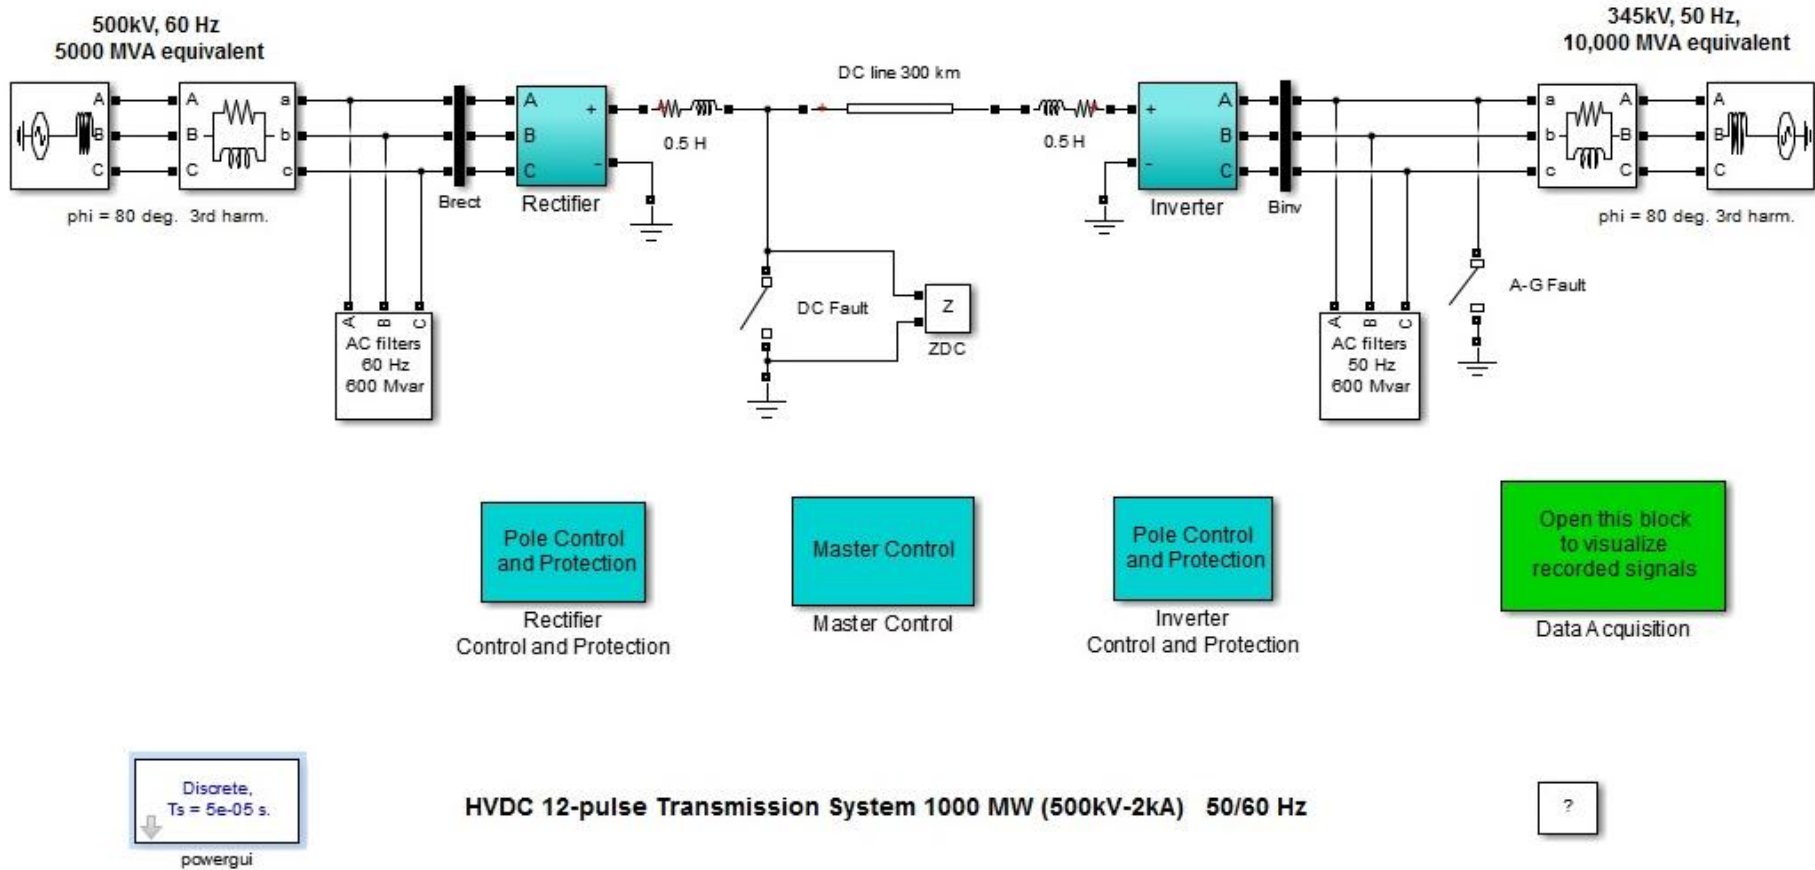 500kV, 60 Hz
5000 MVA equivalent
345kV, 50 Hz,
10,000 MVA equivalent
DC line 300 km
A
B
C
A
B
C
a
b
c
A
B
C
+
-
0.5 H
0.5 H
+
-
A
B
C
a
b
c
A
B
C
A
B
C
phi = 80 deg. 3rd harm.
Brect
Rectifier
Inverter
Binv
phi = 80 deg. 3rd harm.
A B C
AC filters
60 Hz
600 Mvar
DC Fault
Z
ZDC
A B C
AC filters
50 Hz
600 Mvar
A-G Fault
Pole Control
and Protection
Rectifier
Control and Protection
Master Control
Master Control
Pole Control
and Protection
Inverter
Control and Protection
Open this block
to visualize
recorded signals
Data Acquisition
Discrete,
Ts = 5e-05 s.
powergui
HVDC 12-pulse Transmission System 1000 MW (500kV-2kA) 50/60 Hz
?